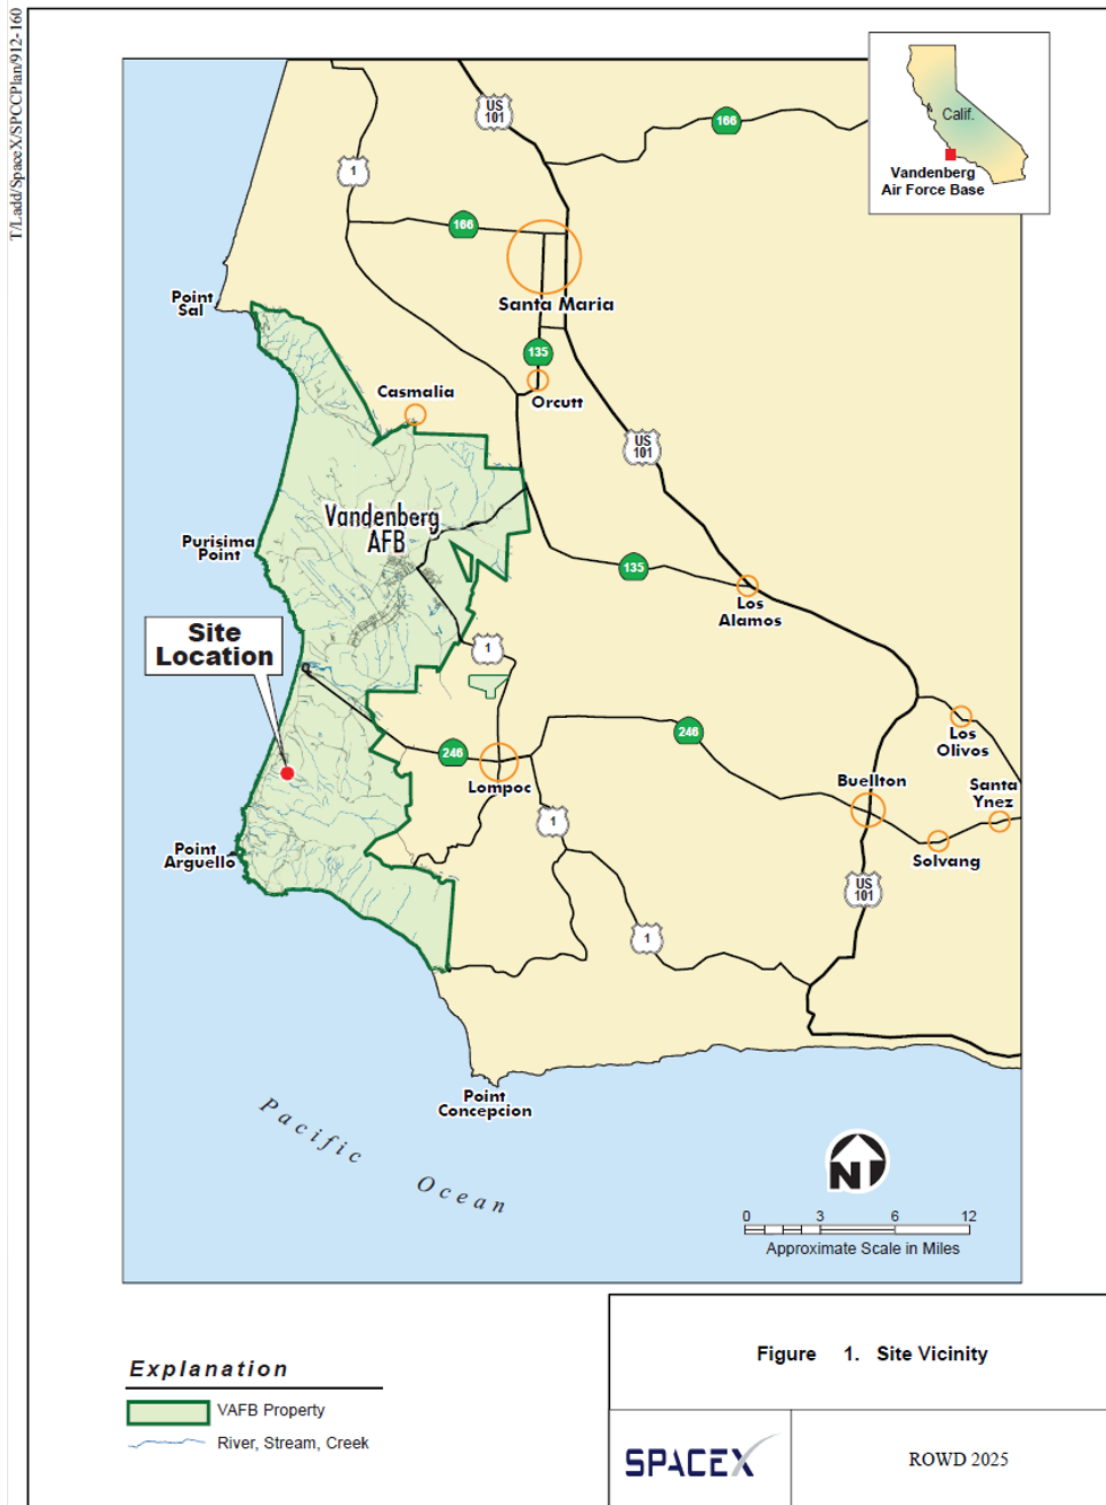 T/Ladd/SpaceX/SPCCPlan/912-160
Calif.
Vandenberg
Air Force Base
US
101
166
1
166
Santa Maria
Point
Sal
135
Orcutt
Casmalia
US
101
Vandenberg
AFB
Purisima
Point
135
Los
Alamos
Site
Location
1
246
Lompoc
246
Los
Olivos
Buellton
Santa
Ynez
1
Solvang
Point
Arguello
US
101
1
Point
Concepcion
Pacific Ocean
N
0 3 6 12
Approximate Scale in Miles
Explanation
VAFB Property
River, Stream, Creek
Figure 1. Site Vicinity
SPACEX
ROWD 2025